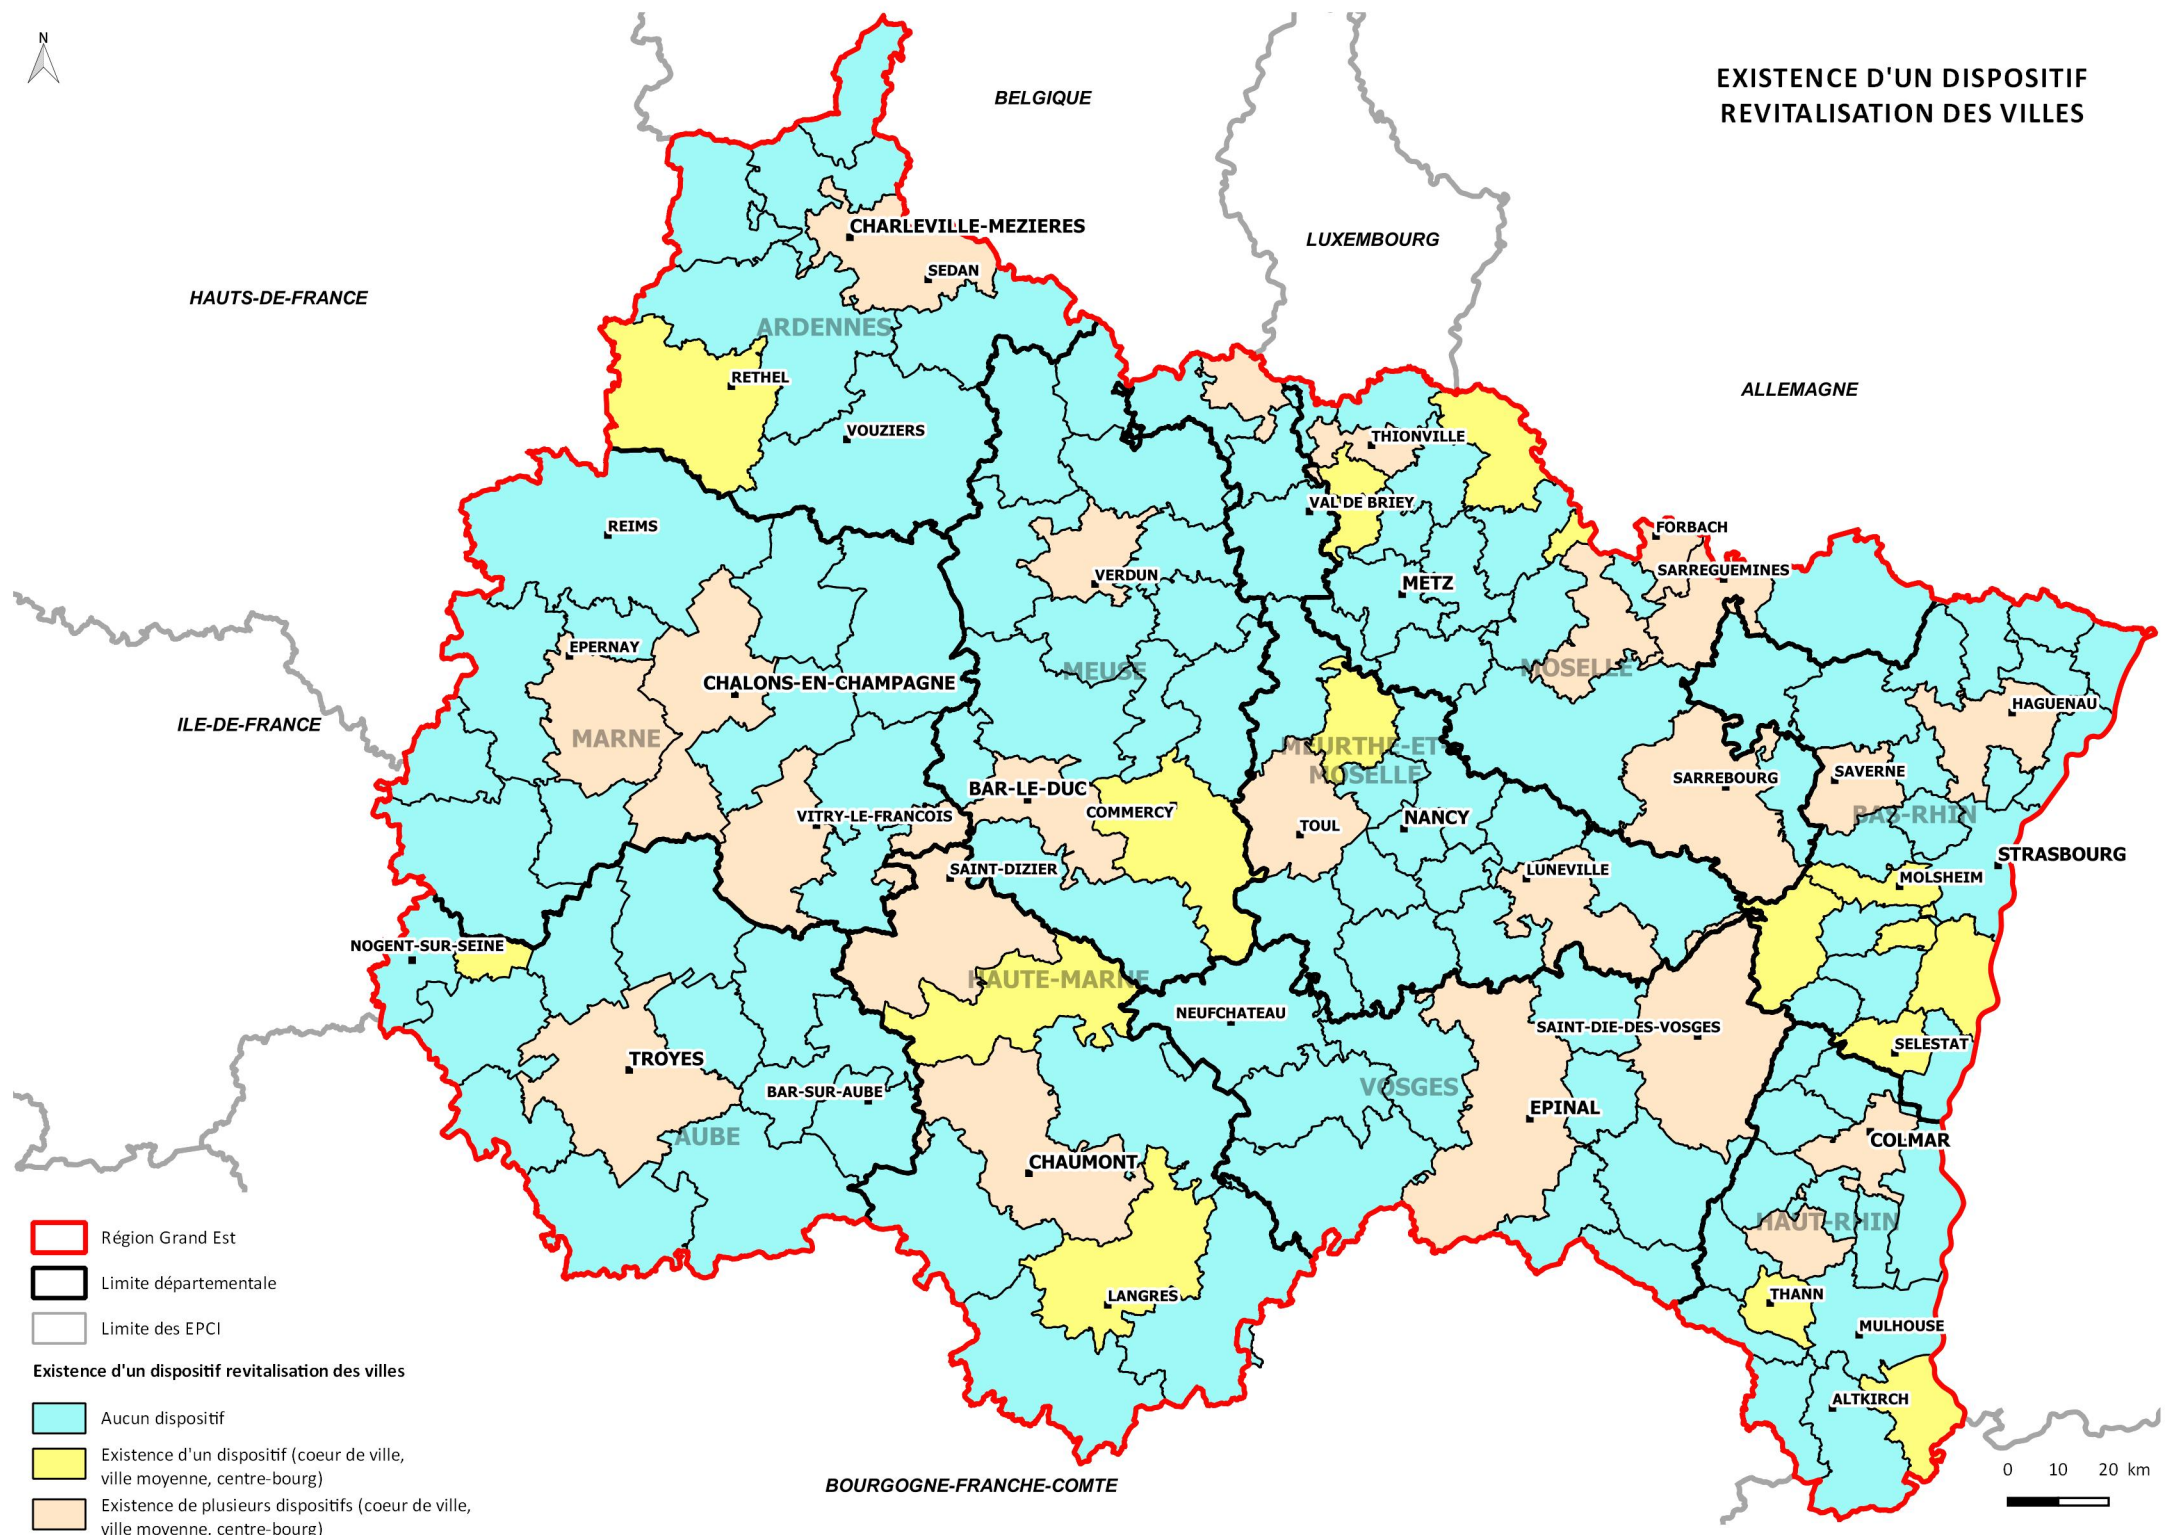 N
EXISTENCE D'UN DISPOSITIF
REVITALISATION DES VILLES
BELGIQUE
LUXEMBOURG
HAUTS-DE-FRANCE
ALLEMAGNE
ILE-DE-FRANCE
BOURGOGNE-FRANCHE-COMTE
CHARLEVILLE-MEZIERES
SEDAN
ARDENNES
RETHEL
VOUZIERS
THIONVILLE
VAL DE BRIEY
REIMS
FORBACH
SARREGUEMINES
VERDUN
METZ
EPERNAY
MEUSE
MOSELLE
CHALONS-EN-CHAMPAGNE
HAGUENAU
MARNE
MEURTHE-ET-
MOSELLE
SARREBOURG
SAVERNE
BAR-LE-DUC
COMMERCY
VITRY-LE-FRANCOIS
TOUL
NANCY
BAS-RHIN
STRASBOURG
SAINT-DIZIER
LUNEVILLE
MOLSHEIM
NOGENT-SUR-SEINE
HAUTE-MARNE
NEUFCHATEAU
SAINT-DIE-DES-VOSGES
SELESTAT
TROYES
BAR-SUR-AUBE
VOSGES
EPINAL
AUBE
COLMAR
CHAUMONT
HAUT-RHIN
LANGRES
THANN
MULHOUSE
ALTKIRCH
Région Grand Est
Limite départementale
Limite des EPCI
Existence d'un dispositif revitalisation des villes
Aucun dispositif
Existence d'un dispositif (coeur de ville,
ville moyenne, centre-bourg)
Existence de plusieurs dispositifs (coeur de ville,
ville moyenne, centre-bourg)
0 10 20 km